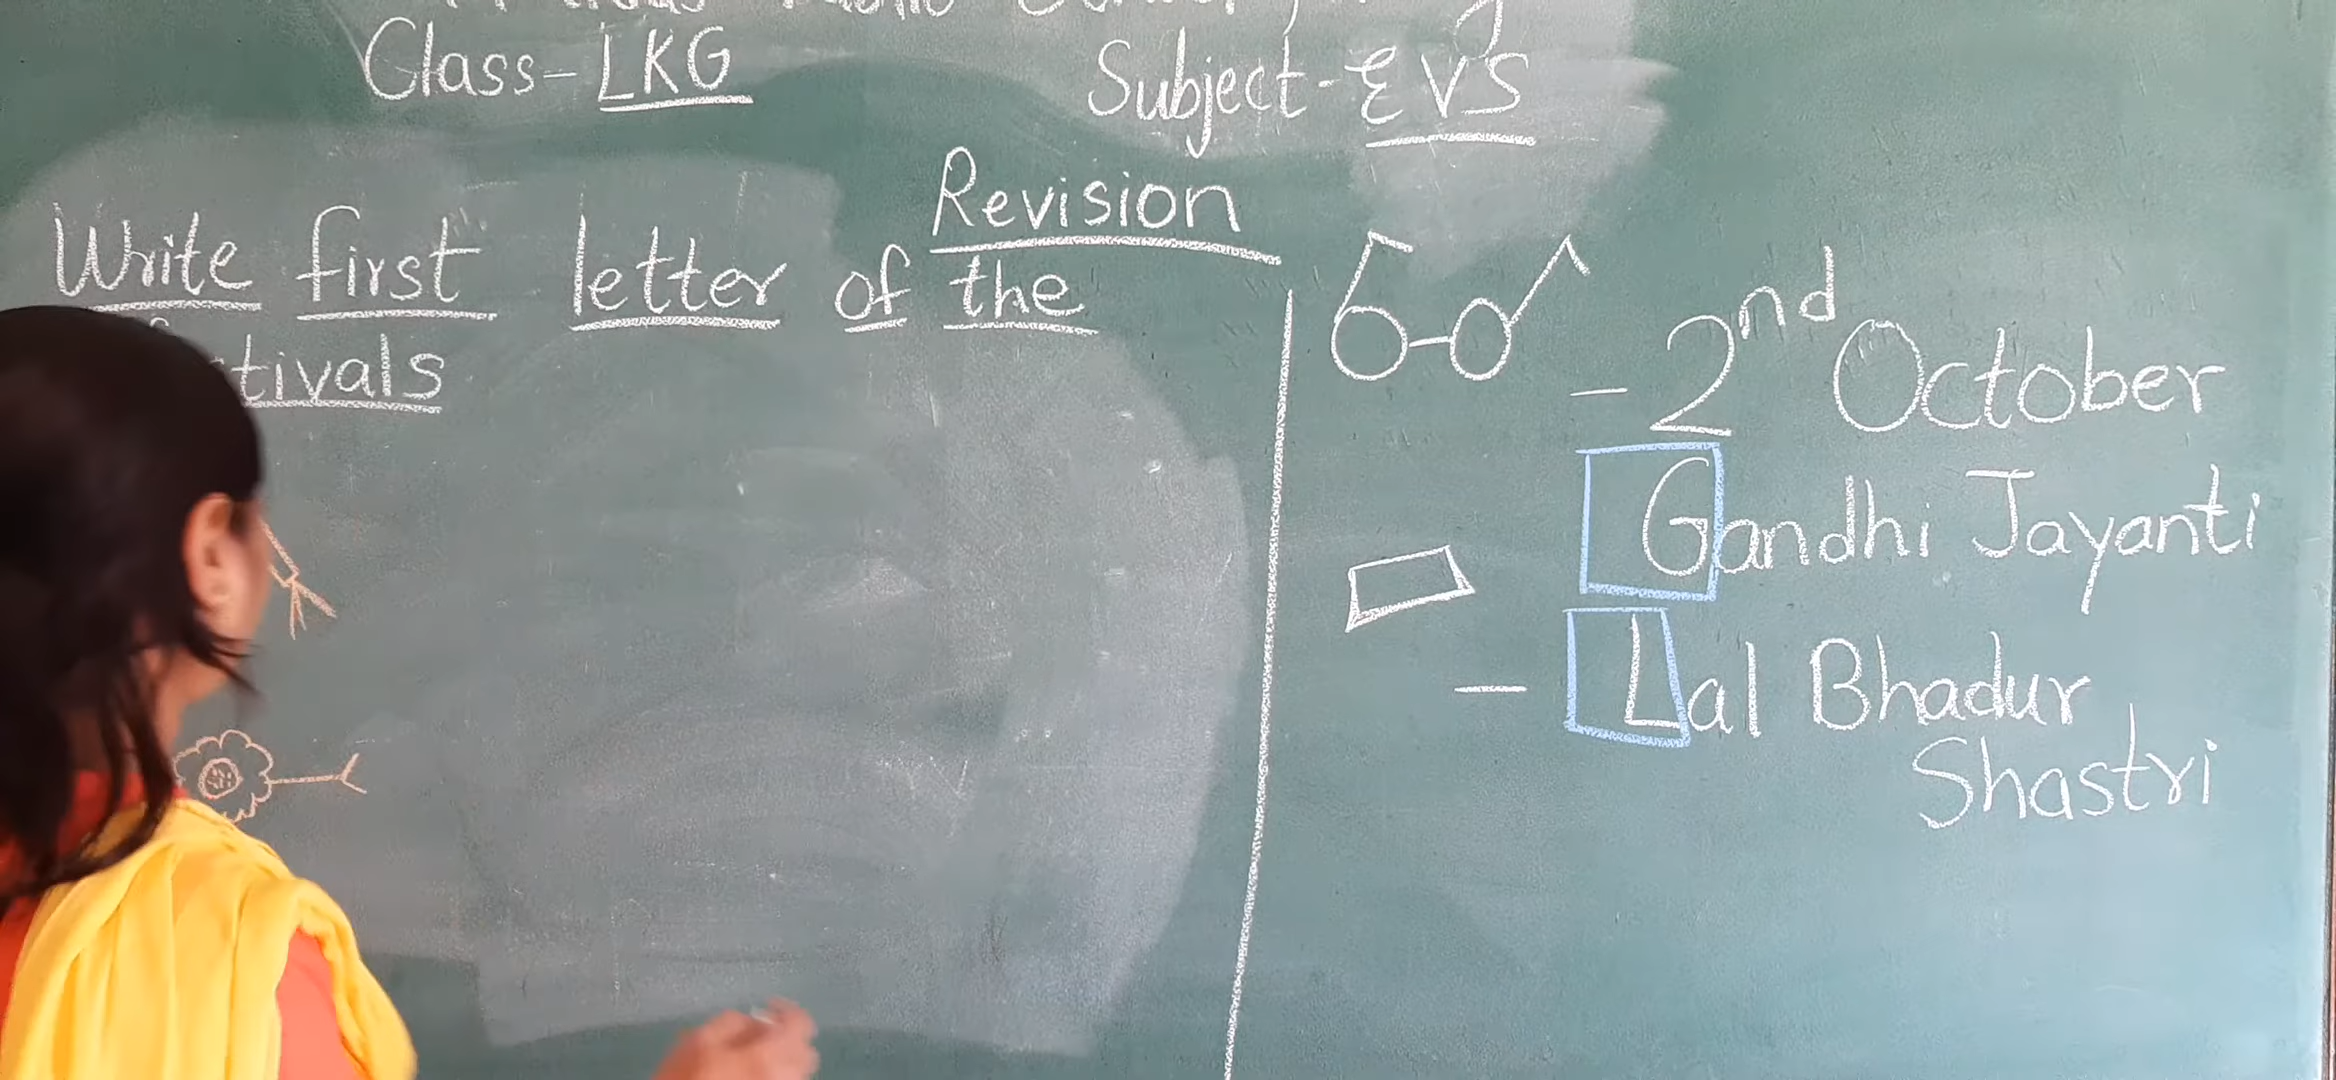 Class-LKG
Subject-EVS
Revision
Write first letter of the
tivals
-2nd October
Gandhi Jayanti
- Lal Bhadur
Shastri